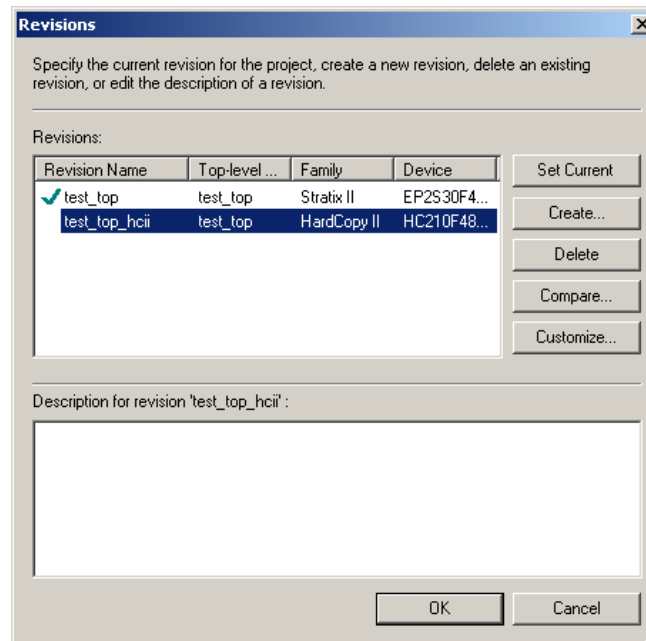 Revisions
Specify the current revision for the project, create a new revision, delete an existing
revision, or edit the description of a revision.
Revisions:
Revision Name Top-level ... Family Device
test_top test_top Stratix II EP2S30F4...
test_top_hcii test_top HardCopy II HC210F48...
Set Current
Create...
Delete
Compare...
Customize...
Description for revision 'test_top_hcii' :
OK Cancel